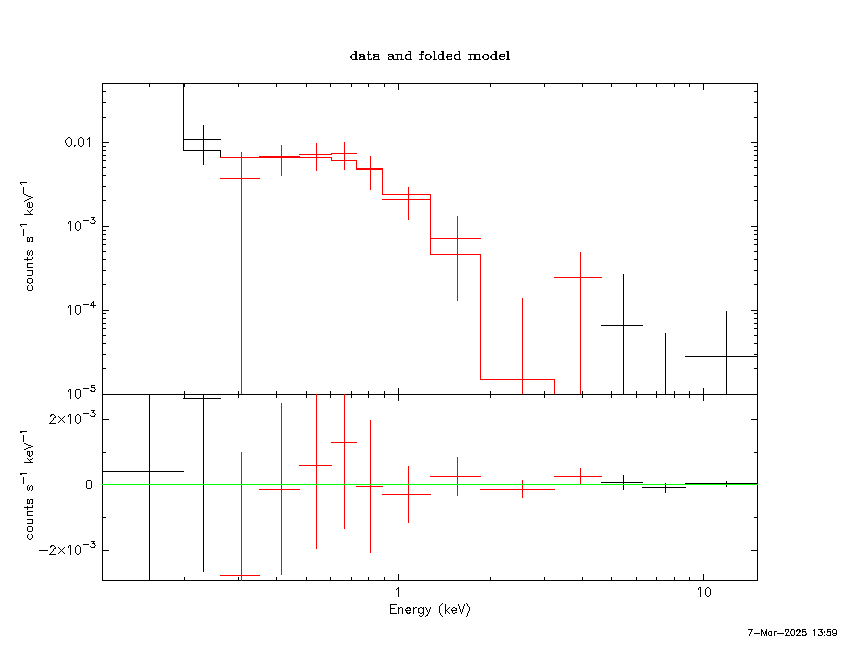 data and folded model
counts s⁻¹ keV⁻¹
0.01
10⁻³
10⁻⁴
10⁻⁵
counts s⁻¹ keV⁻¹
2×10⁻³
0
−2×10⁻³
1 10
Energy (keV)
7−Mar−2025 13:59